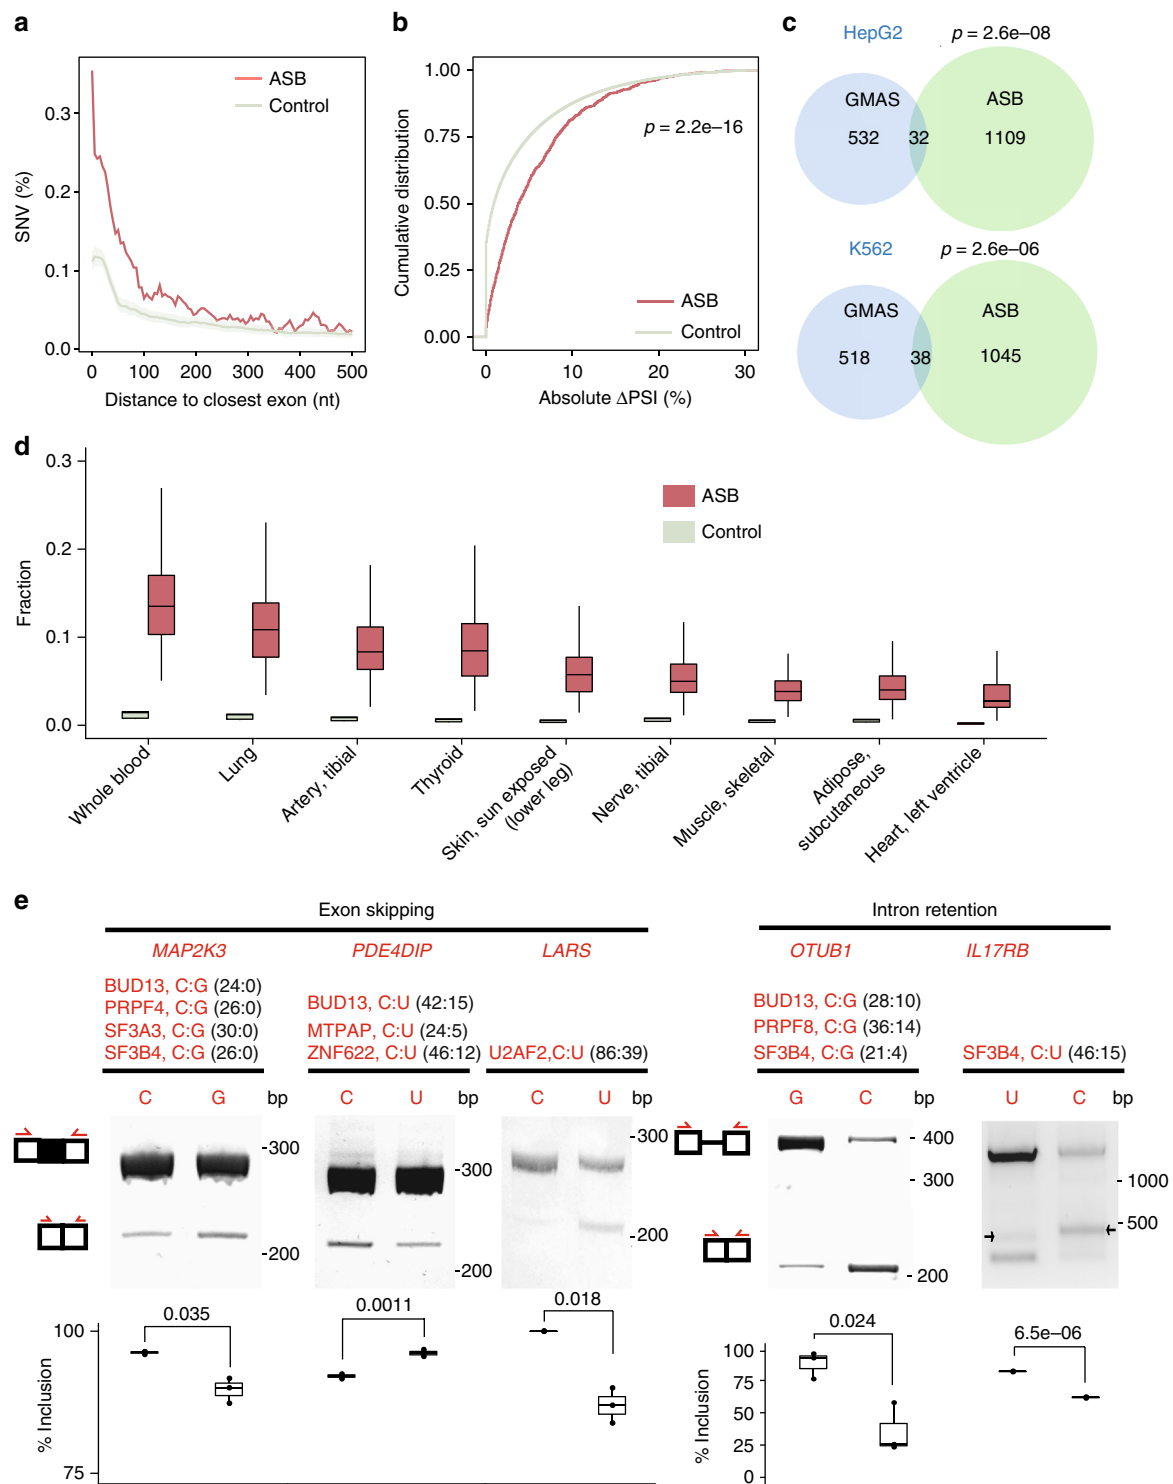 a
ASB
Control
0.3
0.2
0.1
0.0
SNV (%)
0 100 200 300 400 500
Distance to closest exon (nt)
b
1.00
0.75
0.50
0.25
0.00
Cumulative distribution
p = 2.2e–16
ASB
Control
0 10 20 30
Absolute ΔPSI (%)
c
HepG2
p = 2.6e–08
GMAS
ASB
532 32 1109
K562
p = 2.6e–06
GMAS
ASB
518 38 1045
d
0.3
0.2
0.1
0.0
Fraction
ASB
Control
Whole blood
Lung
Artery, tibial
Thyroid
Skin, sun exposed
(lower leg)
Nerve, tibial
Muscle, skeletal
Adipose,
subcutaneous
Heart, left ventricle
e
Exon skipping
MAP2K3
BUD13, C:G (24:0)
PRPF4, C:G (26:0)
SF3A3, C:G (30:0)
SF3B4, C:G (26:0)
C G bp
-300
-200
PDE4DIP
BUD13, C:U (42:15)
MTPAP, C:U (24:5)
ZNF622, C:U (46:12)
C U bp
-300
-200
LARS
U2AF2,C:U (86:39)
C U bp
-300
-200
Intron retention
OTUB1
BUD13, C:G (28:10)
PRPF8, C:G (36:14)
SF3B4, C:G (21:4)
G C bp
- 400
- 300
- 200
IL17RB
SF3B4, C:U (46:15)
U C bp
- 1000
- 500
100
75
% Inclusion
0.035
0.0011
0.018
100
75
50
25
0
% Inclusion
0.024
6.5e–06